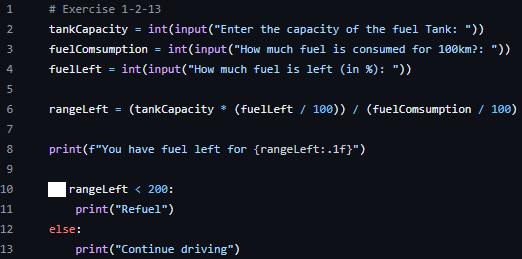 1 # Exercise 1-2-13
2 tankCapacity = int(input("Enter the capacity of the fuel Tank: "))
3 fuelComsumption = int(input("How much fuel is consumed for 100km?: "))
4 fuelLeft = int(input("How much fuel is left (in %): "))
5
6 rangeLeft = (tankCapacity * (fuelLeft / 100)) / (fuelComsumption / 100)
7
8 print(f"You have fuel left for {rangeLeft:.1f}")
9
10 rangeLeft < 200:
11 print("Refuel")
12 else:
13 print("Continue driving")